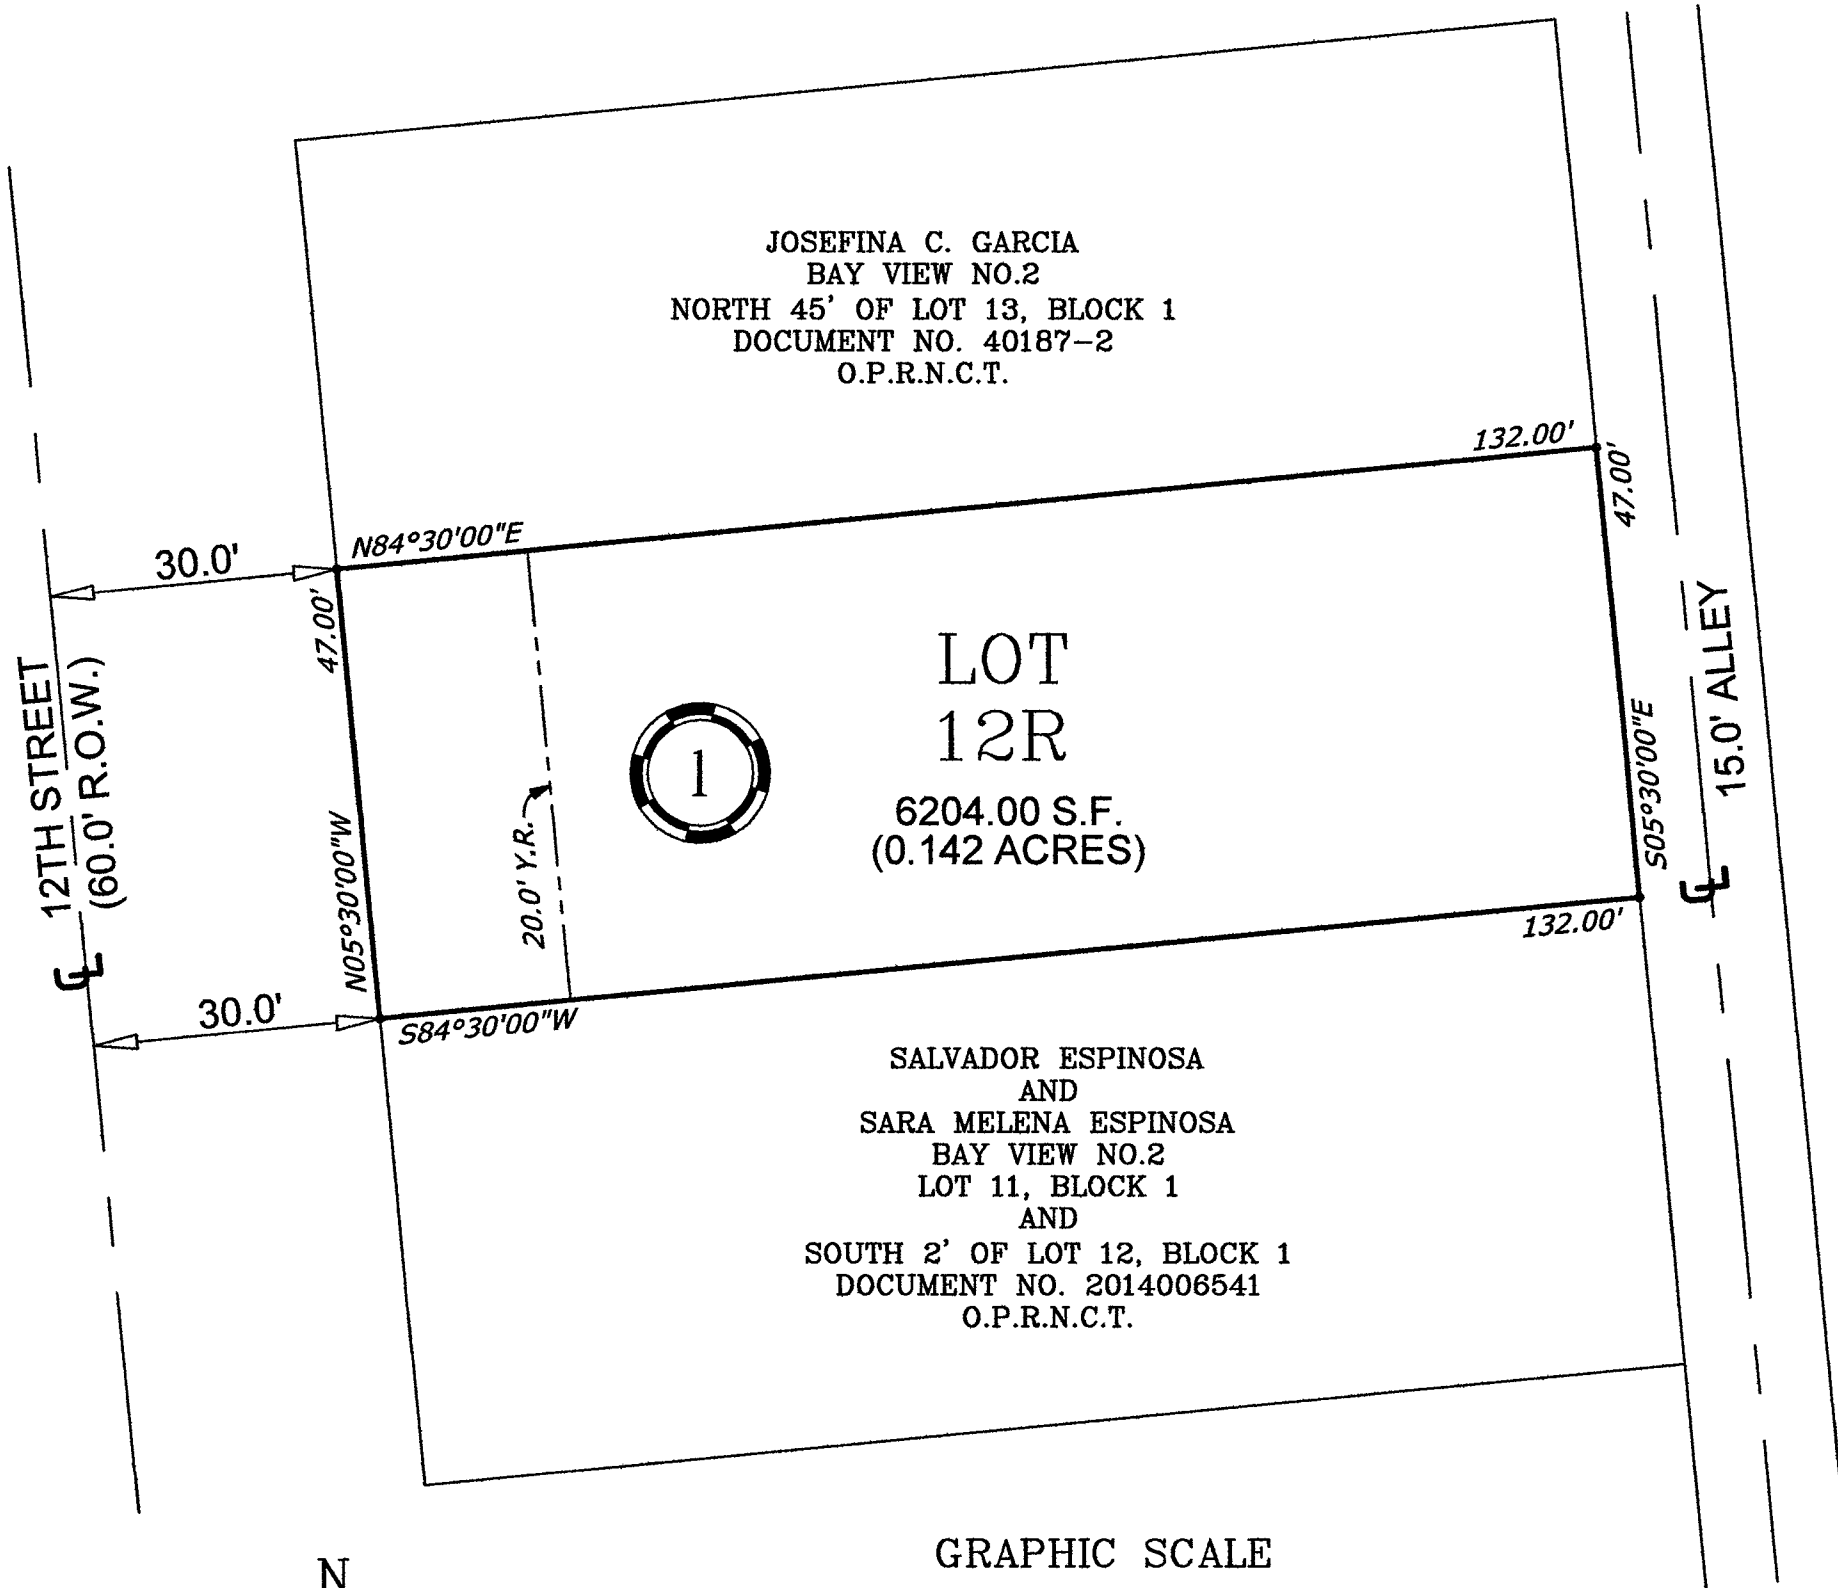 JOSEFINA C. GARCIA
BAY VIEW NO.2
NORTH 45' OF LOT 13, BLOCK 1
DOCUMENT NO. 40187-2
O.P.R.N.C.T.
132.00'
47.00'
N84°30'00"E
30.0'
47.00'
LOT
12R
6204.00 S.F.
(0.142 ACRES)
1
20.0' Y.R.
12TH STREET
(60.0' R.O.W.)
N05°30'00"W
S05°30'00"E
15.0' ALLEY
℄
℄
132.00'
30.0'
S84°30'00"W
SALVADOR ESPINOSA
AND
SARA MELENA ESPINOSA
BAY VIEW NO.2
LOT 11, BLOCK 1
AND
SOUTH 2' OF LOT 12, BLOCK 1
DOCUMENT NO. 2014006541
O.P.R.N.C.T.
N
GRAPHIC SCALE